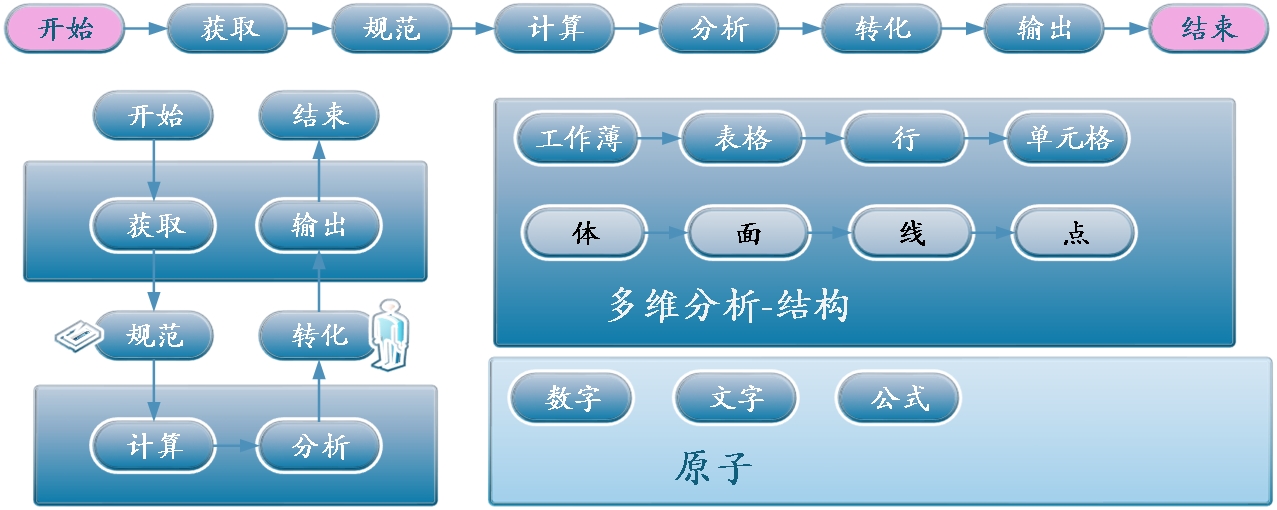 开始 获取 规范 计算 分析 转化 输出 结束
开始 结束
获取 输出
规范 转化
计算 分析
工作薄 表格 行 单元格
体 面 线 点
多维分析-结构
数字 文字 公式
原子